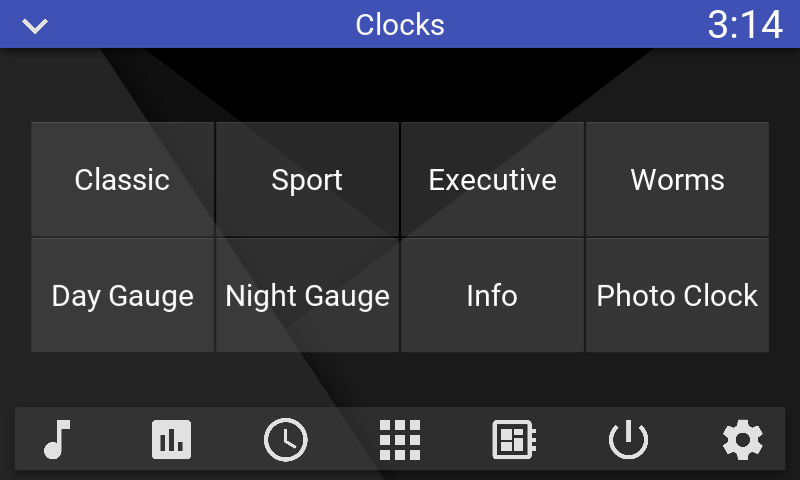 Clocks
3:14
Classic
Sport
Executive
Worms
Day Gauge
Night Gauge
Info
Photo Clock